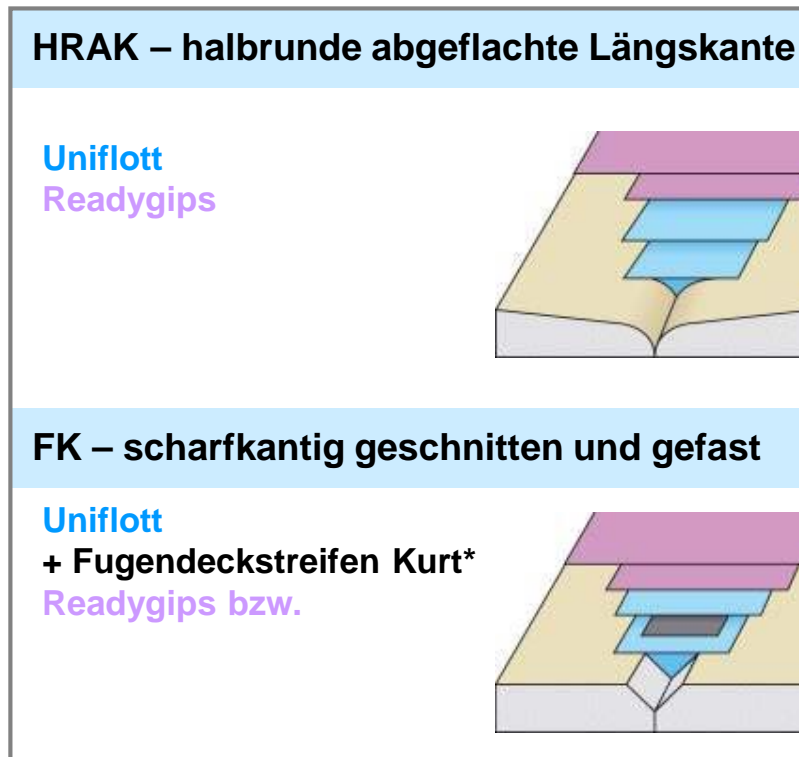 HRAK – halbrunde abgeflachte Längskante
Uniflott
Readygips
FK – scharfkantig geschnitten und gefast
Uniflott
+ Fugendeckstreifen Kurt*
Readygips bzw.